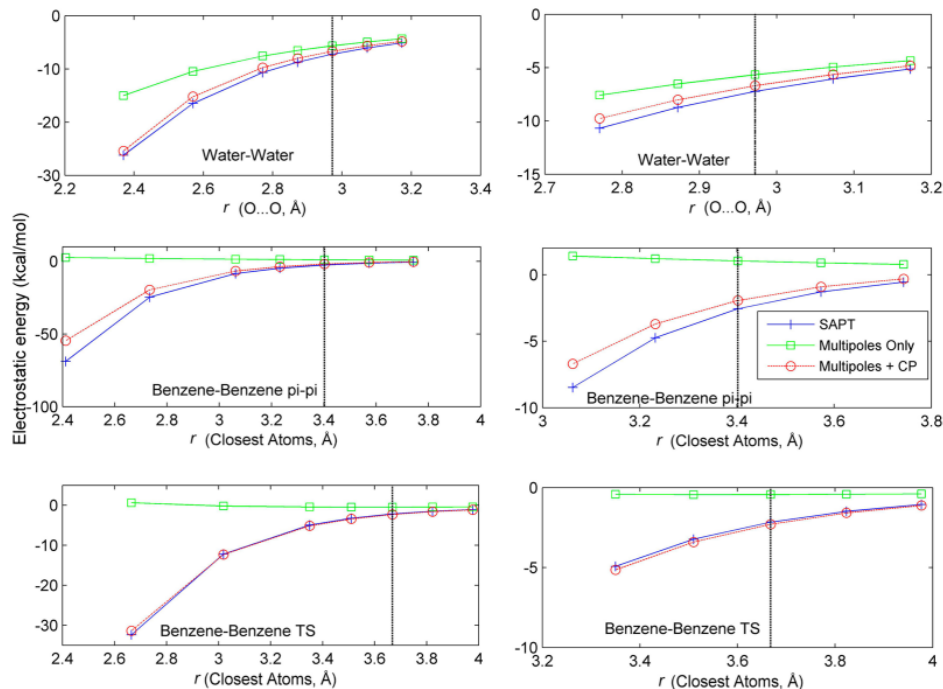 0
-10
-20
-30
Water-Water
2.2 2.4 2.6 2.8 3 3.2 3.4
r (O...O, Å)
0
-5
-10
-15
Water-Water
2.7 2.8 2.9 3 3.1 3.2
r (O...O, Å)
Electrostatic energy (kcal/mol)
0
-50
-100
Benzene-Benzene pi-pi
2.4 2.6 2.8 3 3.2 3.4 3.6 3.8 4
r (Closest Atoms, Å)
0
-5
-10
SAPT
Multipoles Only
Multipoles + CP
Benzene-Benzene pi-pi
3 3.2 3.4 3.6 3.8
r (Closest Atoms, Å)
0
-10
-20
-30
Benzene-Benzene TS
2.4 2.6 2.8 3 3.2 3.4 3.6 3.8 4
r (Closest Atoms, Å)
0
-5
-10
Benzene-Benzene TS
3.2 3.4 3.6 3.8 4
r (Closest Atoms, Å)